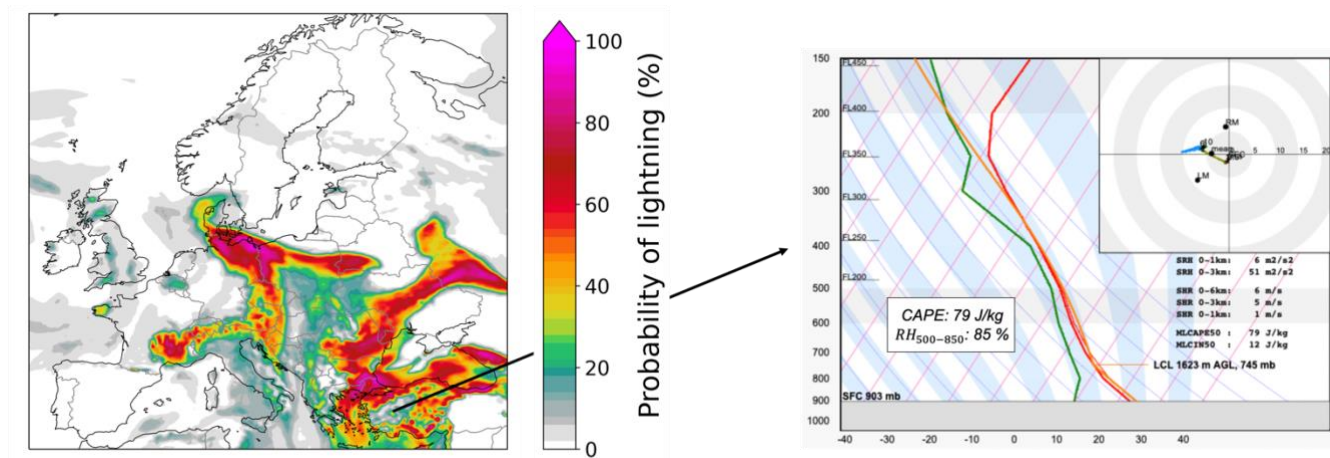 100
80
60
40
20
0
Probability of lightning (%)
150
200
300
400
500
600
700
800
900
1000
FL450
FL400
FL350
FL300
FL250
FL200
RM
LM
mean
5 10 15 20
SRH 0-1km: 6 m2/s2
SRH 0-3km: 51 m2/s2
SHR 0-6km: 6 m/s
SHR 0-3km: 5 m/s
SHR 0-1km: 1 m/s
MLCAPE50 : 79 J/kg
MLCIN50 : 12 J/kg
CAPE: 79 J/kg
RH500-850: 85 %
LCL 1623 m AGL, 745 mb
SFC 903 mb
-40 -30 -20 -10 0 10 20 30 40